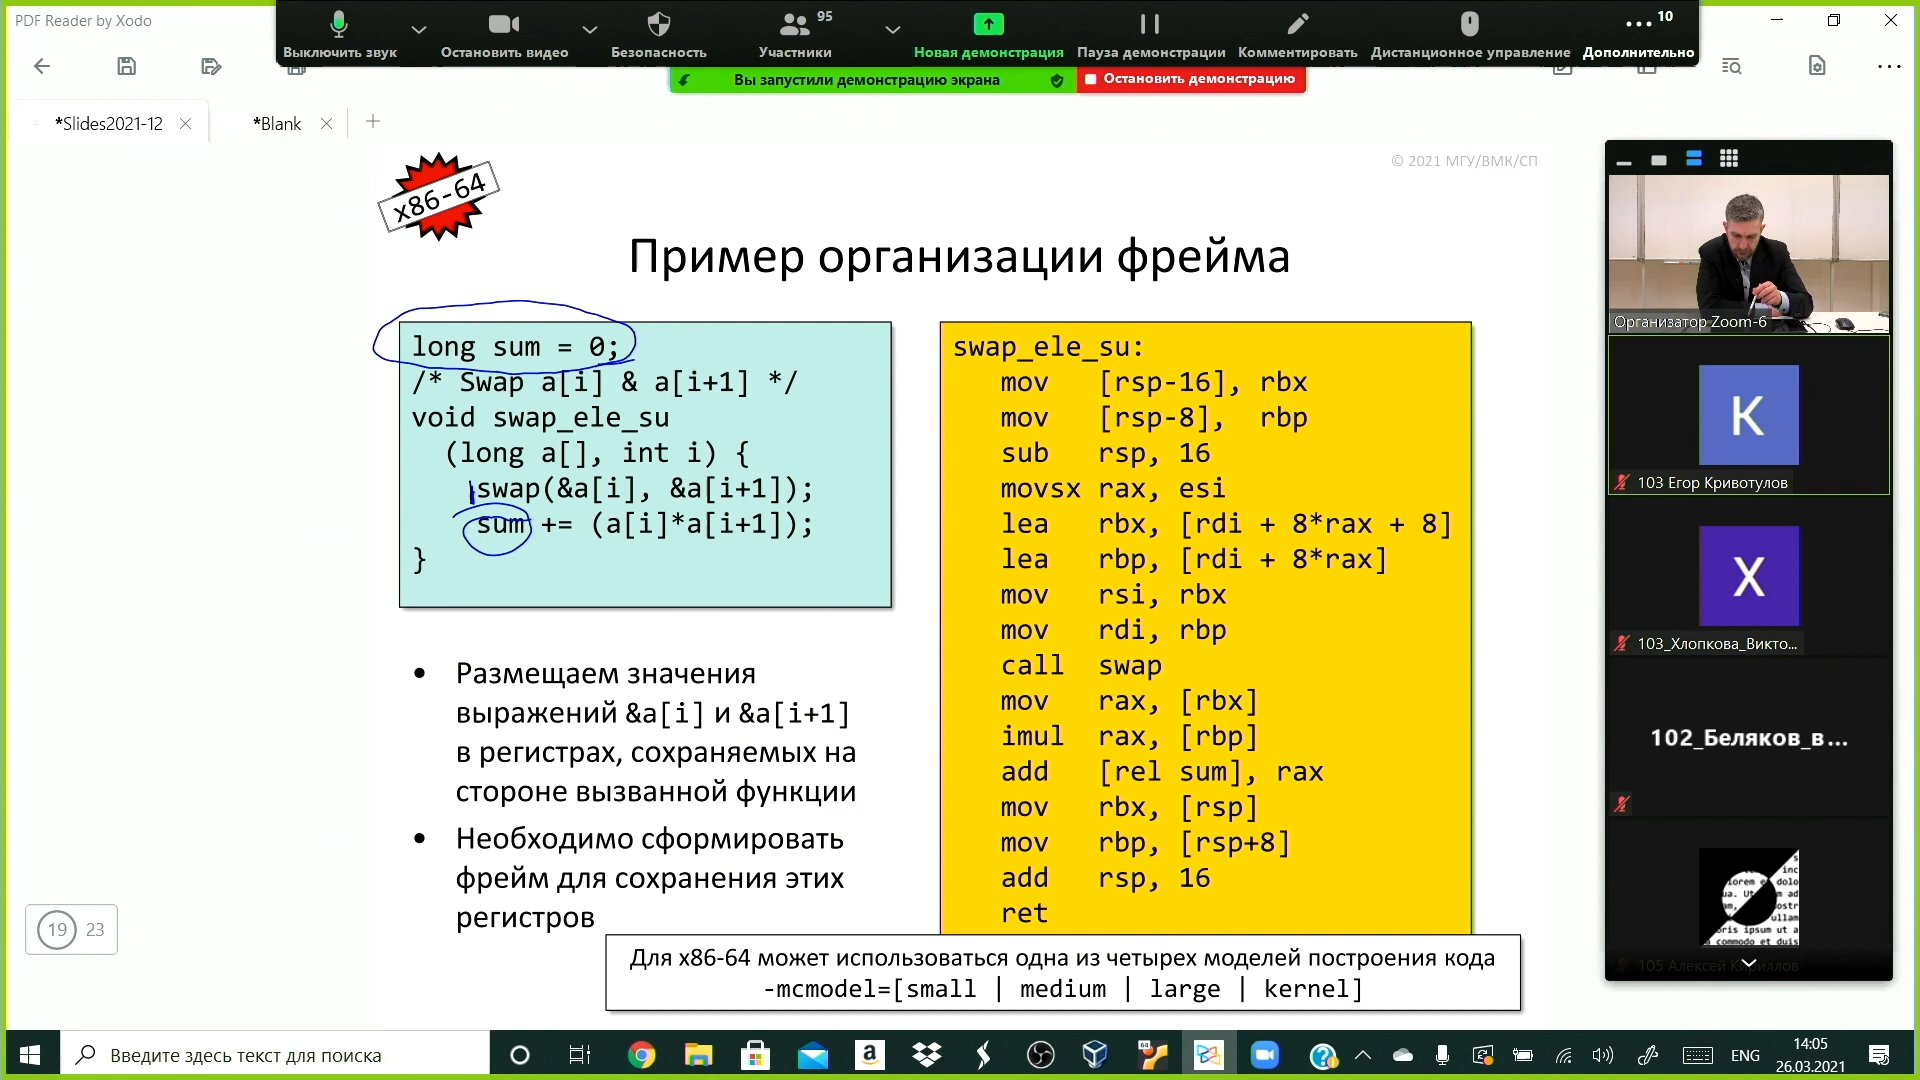 PDF Reader by Xodo
95
10
Выключить звук
Остановить видео
Безопасность
Участники
Новая демонстрация
Пауза демонстрации
Комментировать
Дистанционное управление
Дополнительно
Вы запустили демонстрацию экрана
Остановить демонстрацию
*Slides2021-12
*Blank
© 2021 МГУ/ВМК/СП
x86-64
Пример организации фрейма
long sum = 0;
/* Swap a[i] & a[i+1] */
void swap_ele_su
(long a[], int i) {
swap(&a[i], &a[i+1]);
sum += (a[i]*a[i+1]);
}
• Размещаем значения
выражений &a[i] и &a[i+1]
в регистрах, сохраняемых на
стороне вызванной функции
• Необходимо сформировать
фрейм для сохранения этих
регистров
swap_ele_su:
mov [rsp-16], rbx
mov [rsp-8], rbp
sub rsp, 16
movsx rax, esi
lea rbx, [rdi + 8*rax + 8]
lea rbp, [rdi + 8*rax]
mov rsi, rbx
mov rdi, rbp
call swap
mov rax, [rbx]
imul rax, [rbp]
add [rel sum], rax
mov rbx, [rsp]
mov rbp, [rsp+8]
add rsp, 16
ret
Для x86-64 может использоваться одна из четырех моделей построения кода
-mcmodel=[small | medium | large | kernel]
19 23
Организатор Zoom-6
K
103 Егор Кривотулов
X
103_Хлопкова_Викто...
102_Беляков_в...
105 Алексей Кириллов
Введите здесь текст для поиска
ENG
14:05
26.03.2021